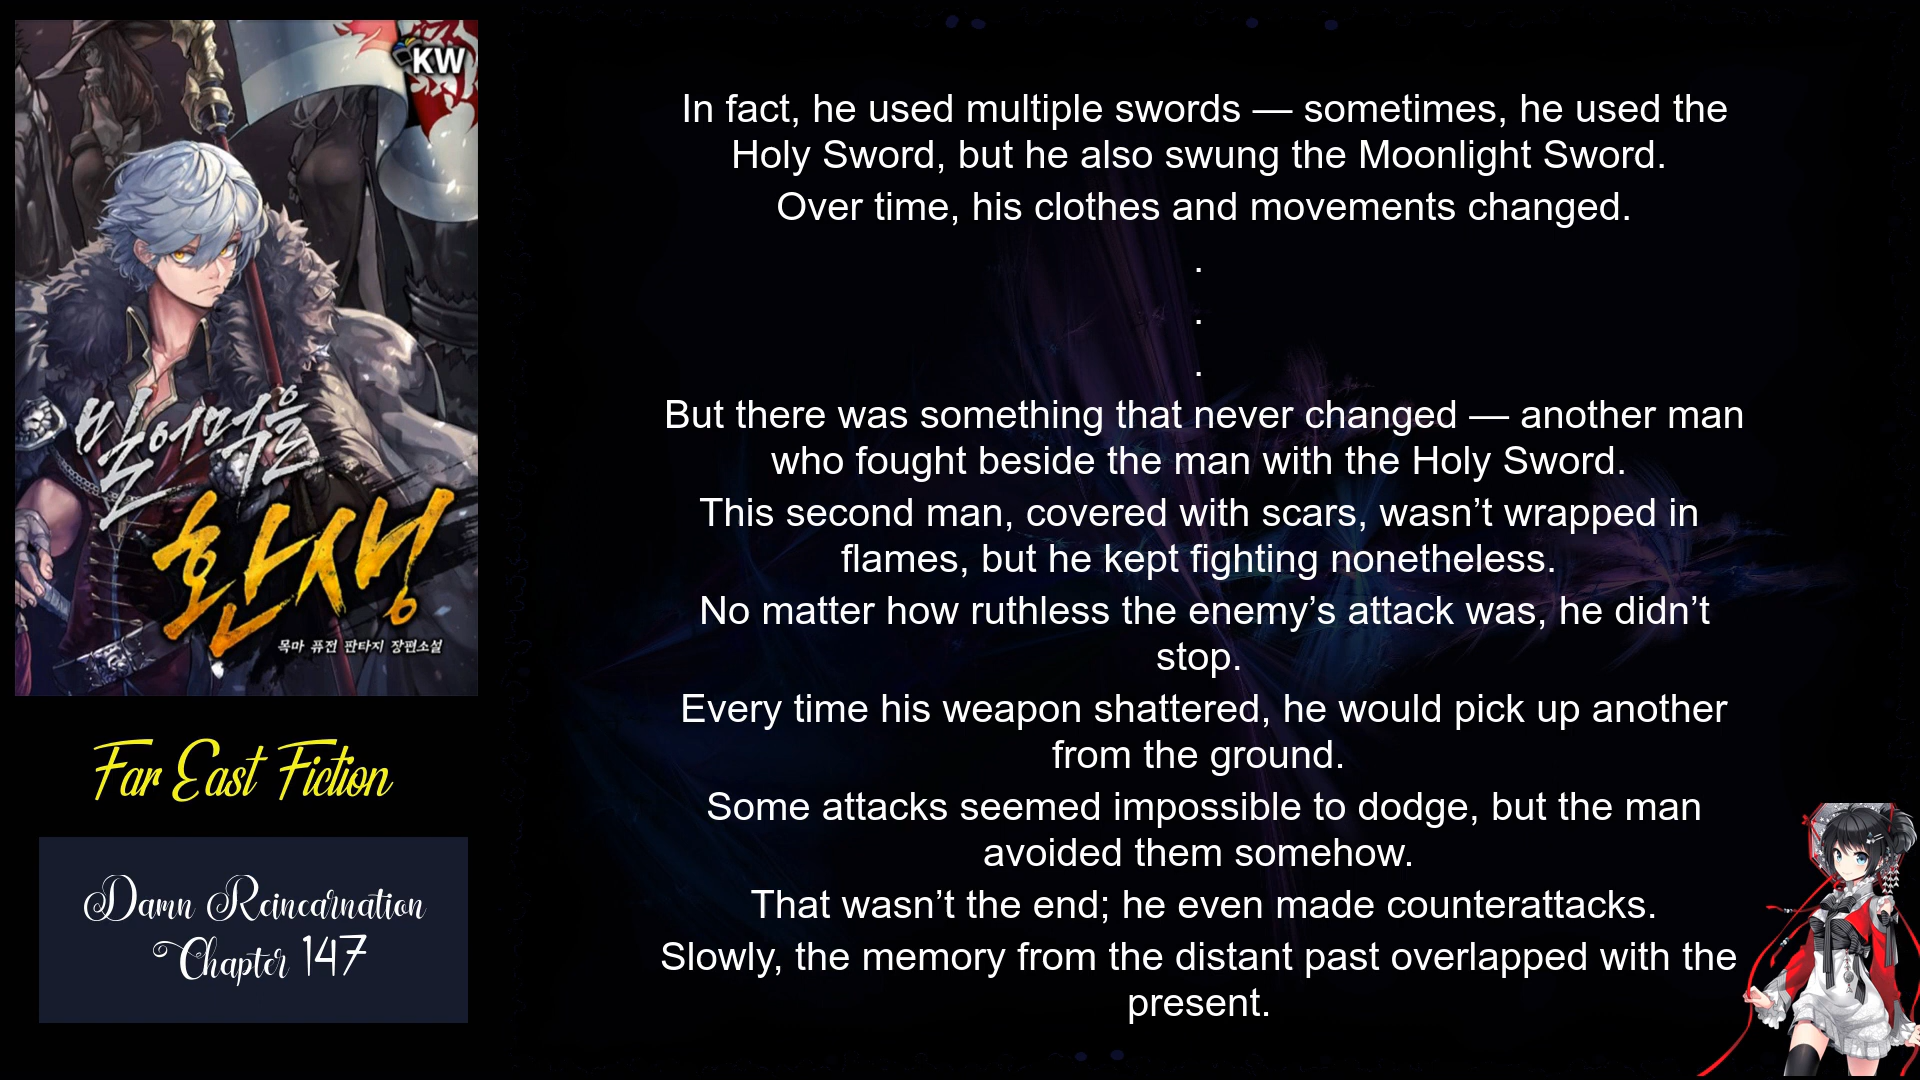 KW
빌어먹을
환생
목마 퓨전 판타지 장편소설
Far East Fiction
Damn Reincarnation
Chapter 147
In fact, he used multiple swords — sometimes, he used the
Holy Sword, but he also swung the Moonlight Sword.
Over time, his clothes and movements changed.
.
.
.
But there was something that never changed — another man
who fought beside the man with the Holy Sword.
This second man, covered with scars, wasn’t wrapped in
flames, but he kept fighting nonetheless.
No matter how ruthless the enemy’s attack was, he didn’t
stop.
Every time his weapon shattered, he would pick up another
from the ground.
Some attacks seemed impossible to dodge, but the man
avoided them somehow.
That wasn’t the end; he even made counterattacks.
Slowly, the memory from the distant past overlapped with the
present.